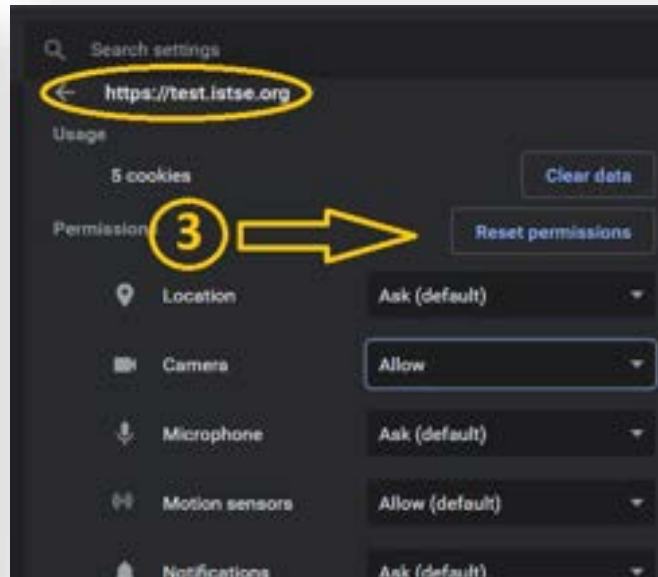 Search settings
https://test.istse.org
Usage
5 cookies
Clear data
Permission
3
Reset permissions
Location
Ask (default)
Camera
Allow
Microphone
Ask (default)
Motion sensors
Allow (default)
Notifications
Ask (default)